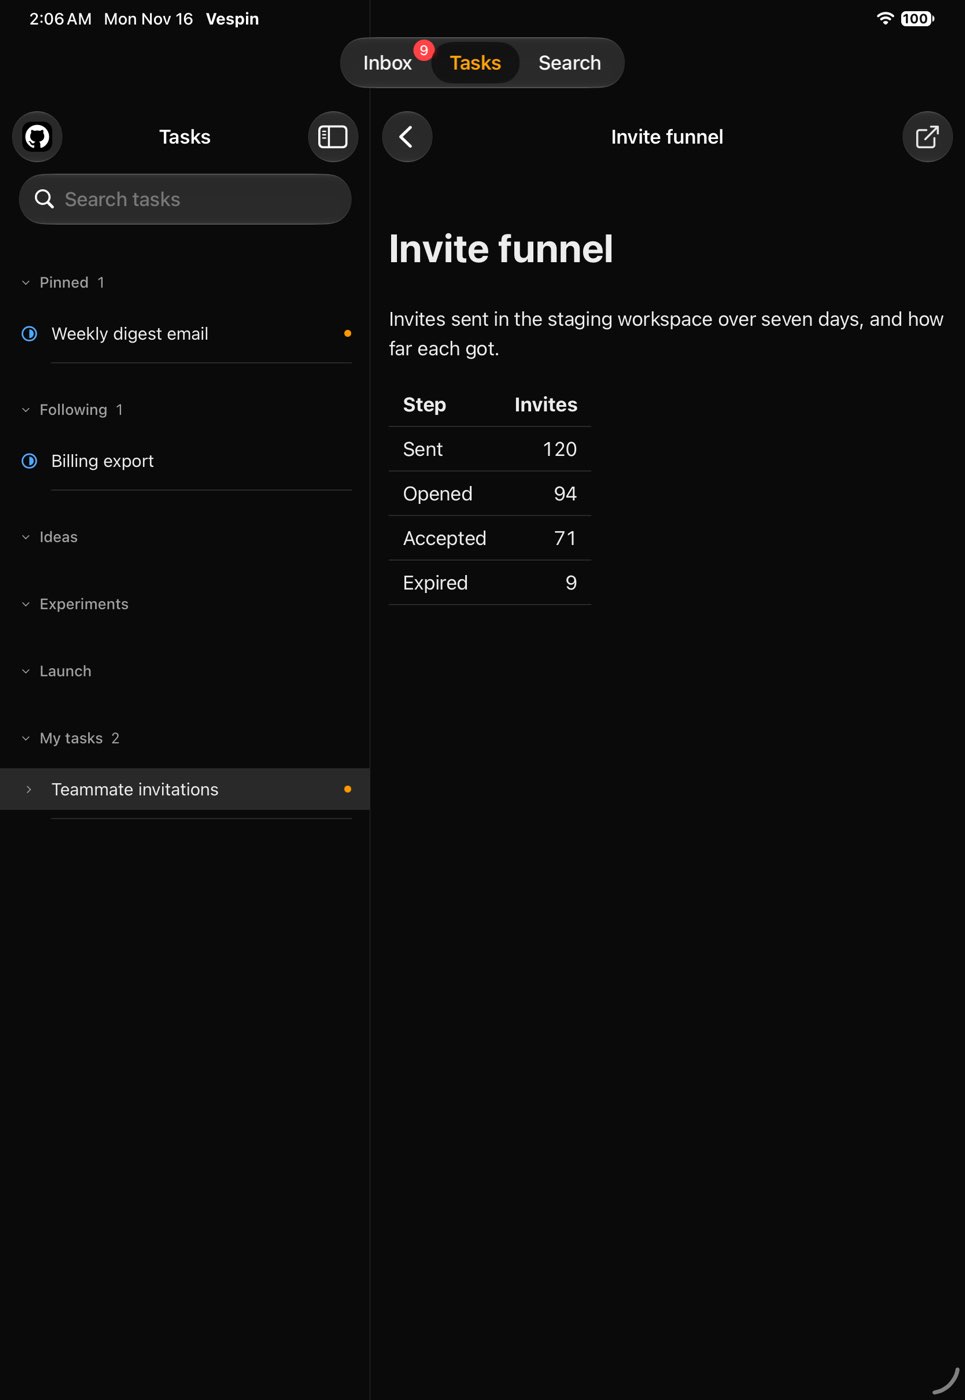 2:06 AM Mon Nov 16 Vespin
100
Inbox 9 Tasks Search
Tasks
Search tasks
Pinned 1
Weekly digest email
Following 1
Billing export
Ideas
Experiments
Launch
My tasks 2
Teammate invitations
Invite funnel
Invite funnel
Invites sent in the staging workspace over seven days, and how
far each got.
Step Invites
Sent 120
Opened 94
Accepted 71
Expired 9